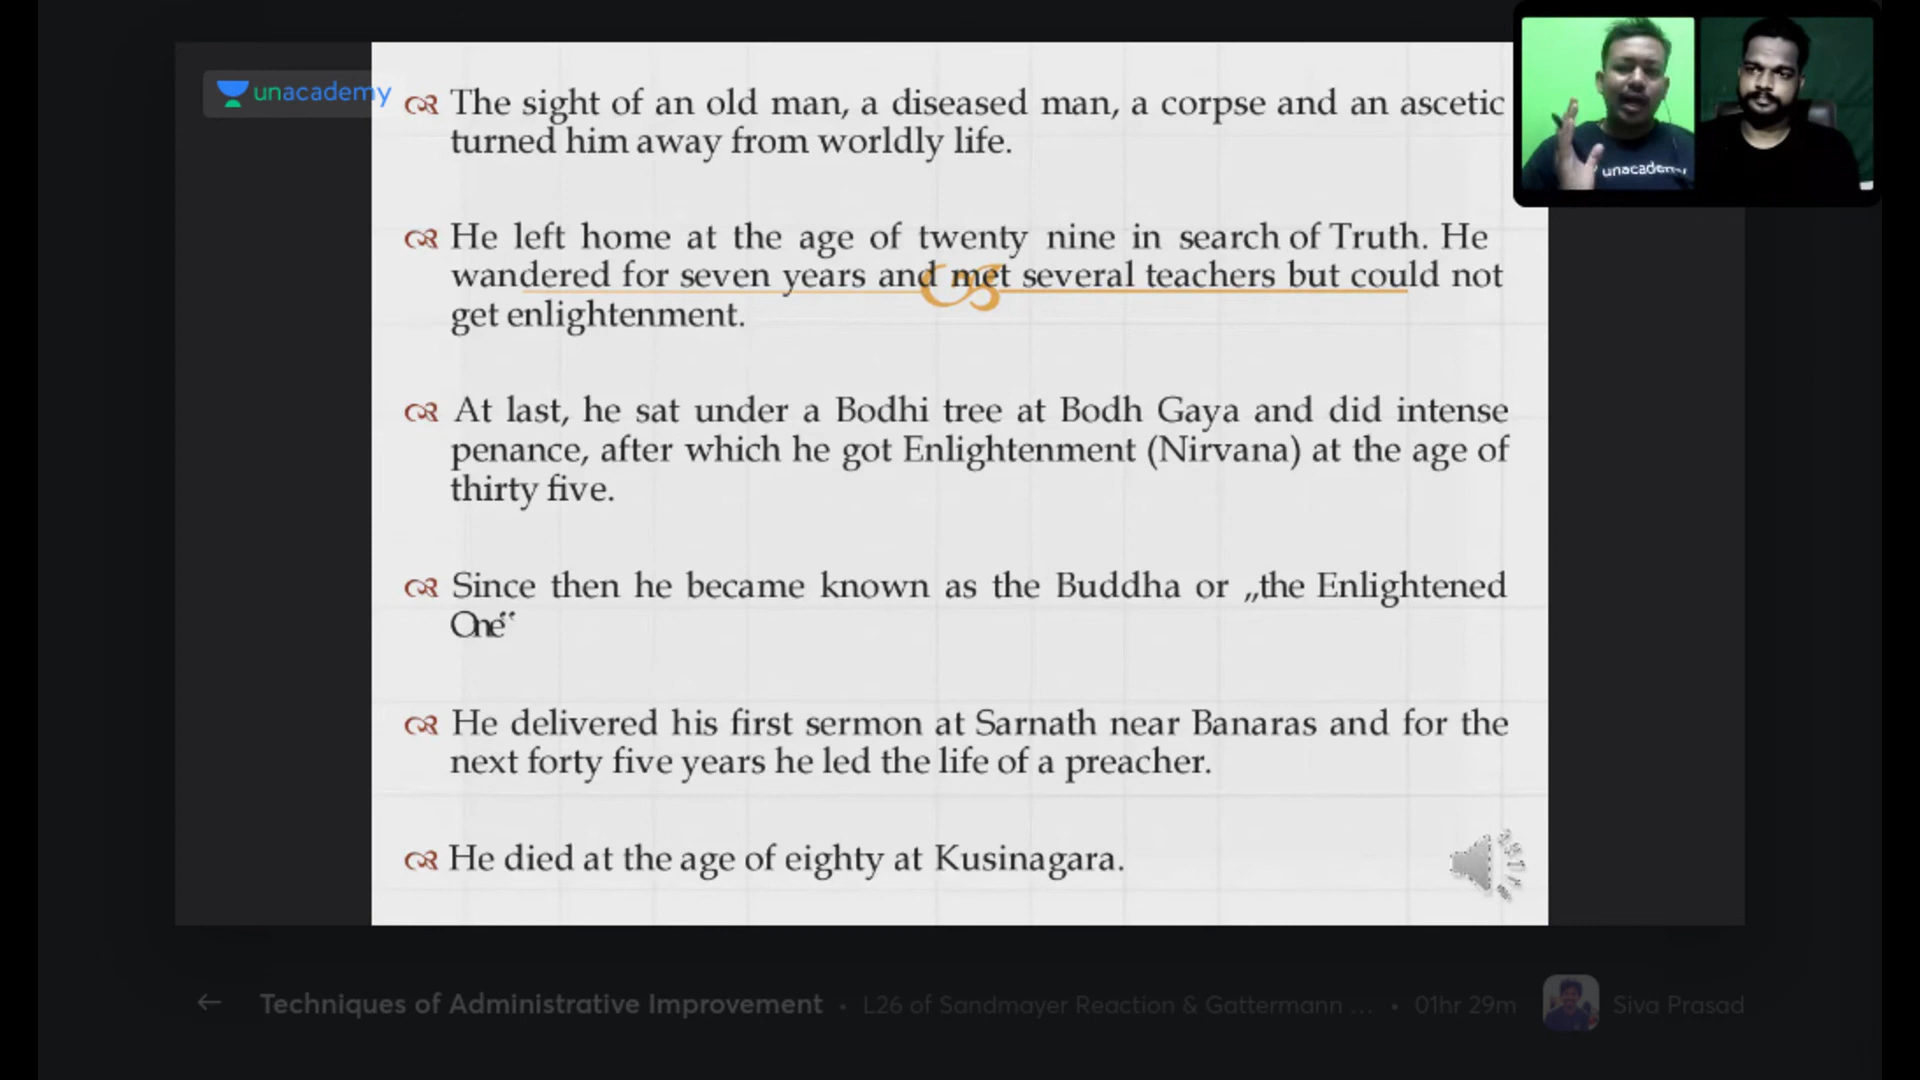 unacademy
The sight of an old man, a diseased man, a corpse and an ascetic
turned him away from worldly life.
unacademy
He left home at the age of twenty nine in search of Truth. He
wandered for seven years and met several teachers but could not
get enlightenment.
At last, he sat under a Bodhi tree at Bodh Gaya and did intense
penance, after which he got Enlightenment (Nirvana) at the age of
thirty five.
Since then he became known as the Buddha or „the Enlightened
One‟
He delivered his first sermon at Sarnath near Banaras and for the
next forty five years he led the life of a preacher.
He died at the age of eighty at Kusinagara.
← Techniques of Administrative Improvement • L26 of Sandmayer Reaction & Gattermann ... • 01hr 29m Siva Prasad